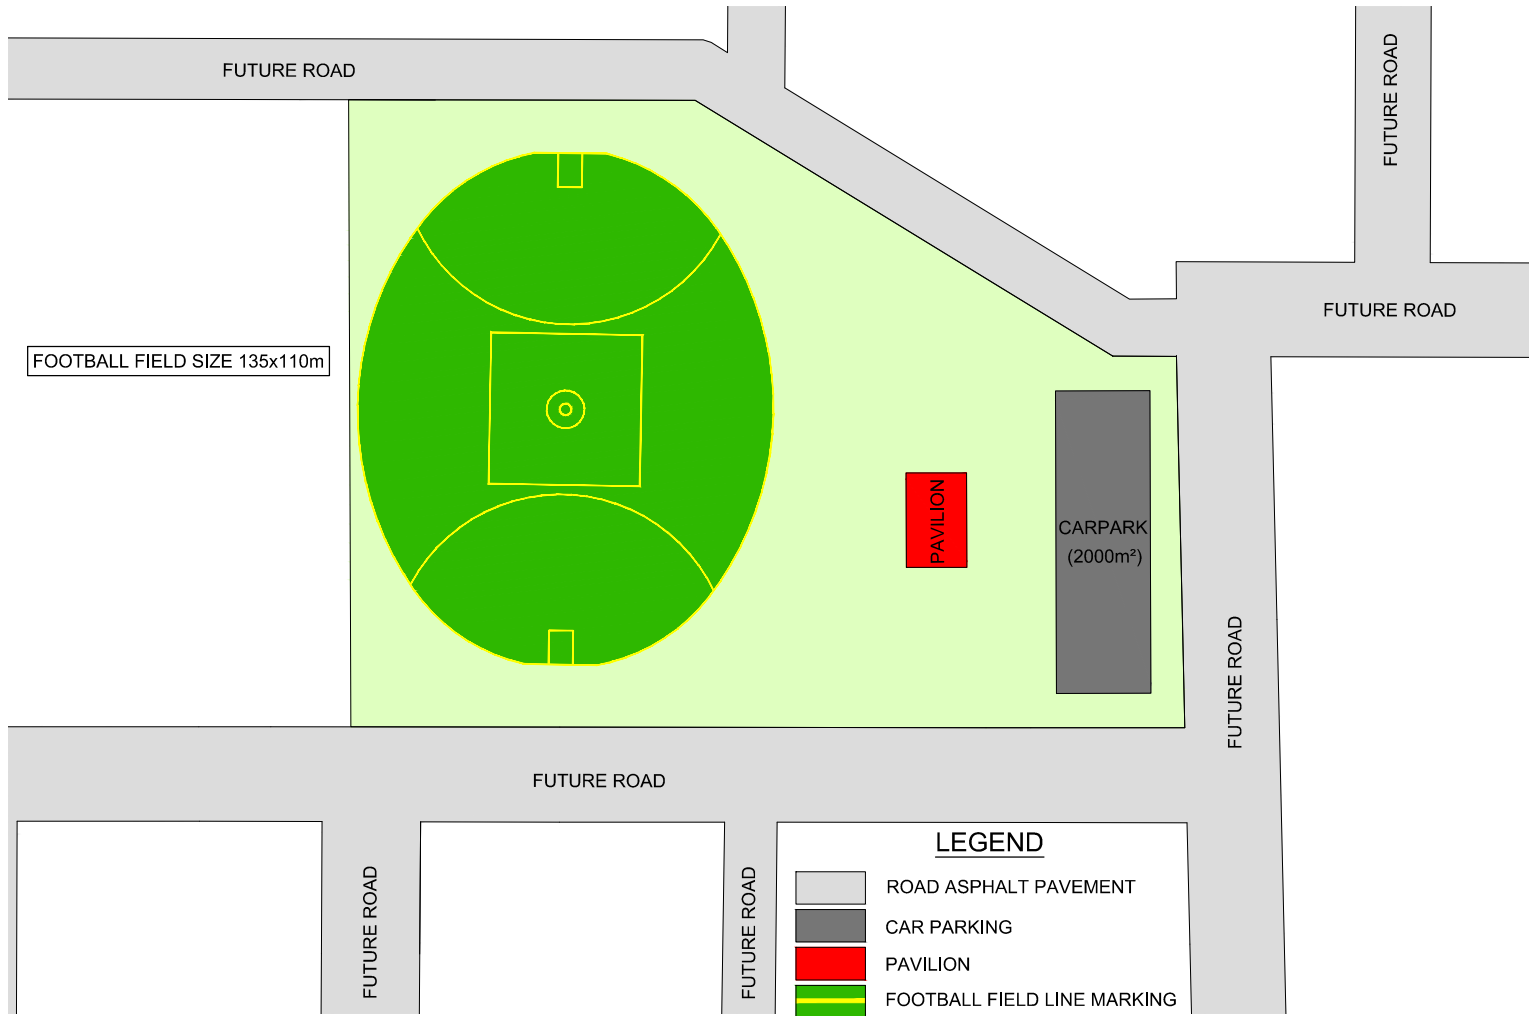 FUTURE ROAD
FUTURE ROAD
FUTURE ROAD
FOOTBALL FIELD SIZE 135x110m
PAVILION
CARPARK
(2000m²)
FUTURE ROAD
FUTURE ROAD
LEGEND
FUTURE ROAD
FUTURE ROAD
ROAD ASPHALT PAVEMENT
CAR PARKING
PAVILION
FOOTBALL FIELD LINE MARKING